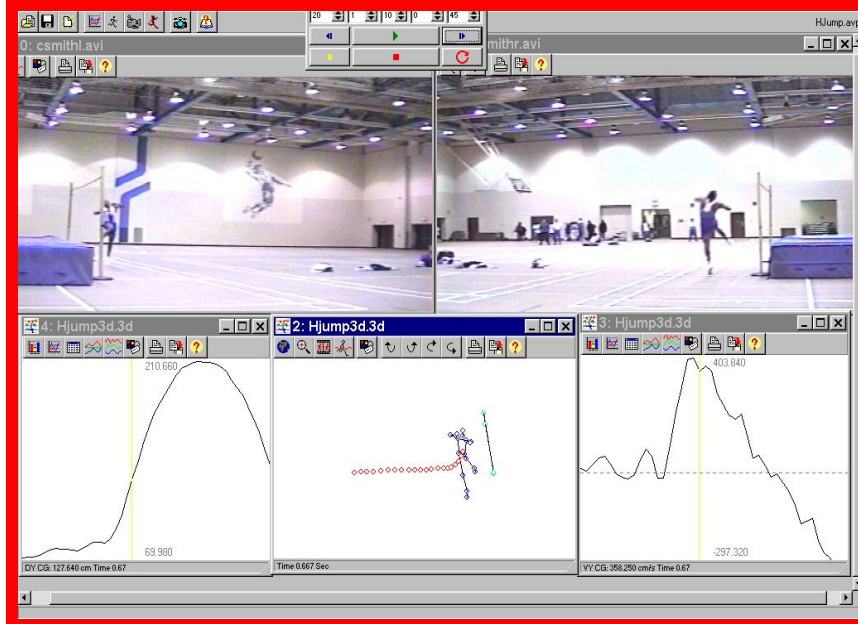 20 1 10 0 45
HJump.avp
0: csmithl.avi
smithr.avi
4: Hjump3d.3d
2: Hjump3d.3d
3: Hjump3d.3d
210.660
403.840
69.980
-297.320
DY CG: 127.640 cm Time 0.67
Time 0.667 Sec
VY CG: 358.250 cm/s Time 0.67